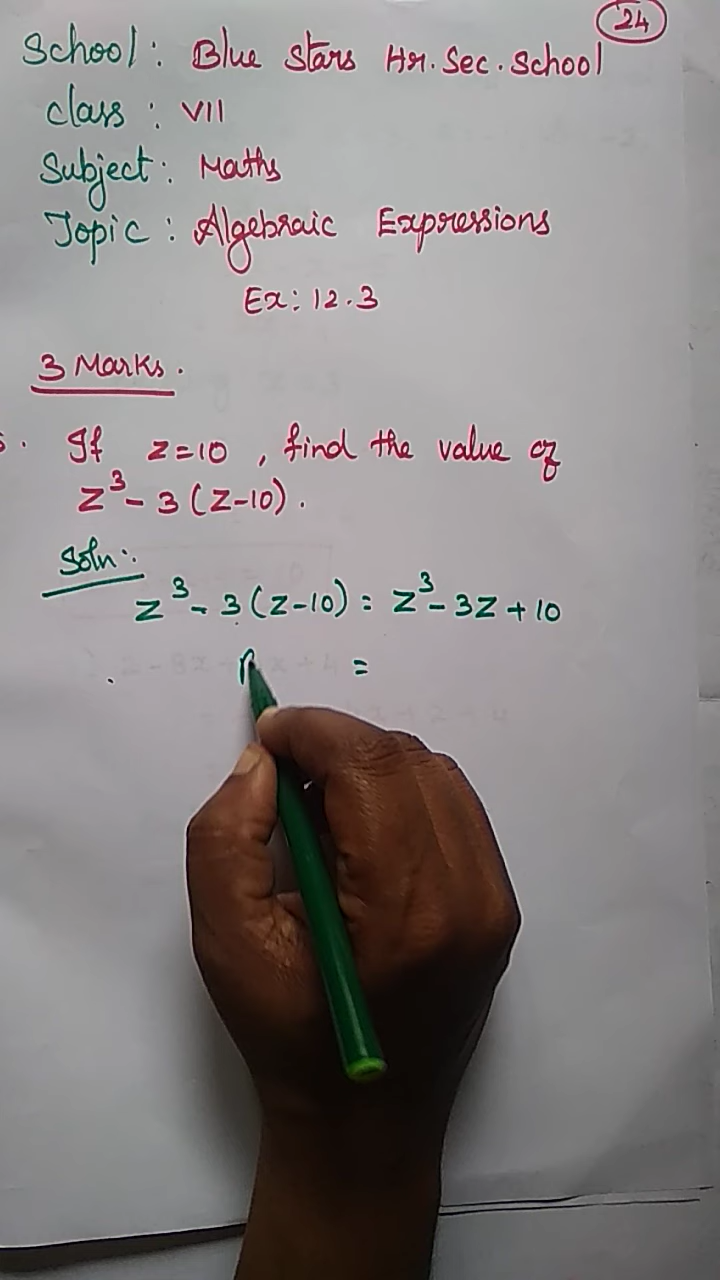 24
School: Blue Stars Hr. Sec. School
Class: VII
Subject: Maths
Topic: Algebraic Expressions
Ex: 12.3
3 Marks.
If z=10, find the value of
z³ - 3(z-10).
Soln:
z³ - 3(z-10) = z³ - 3z + 10
=